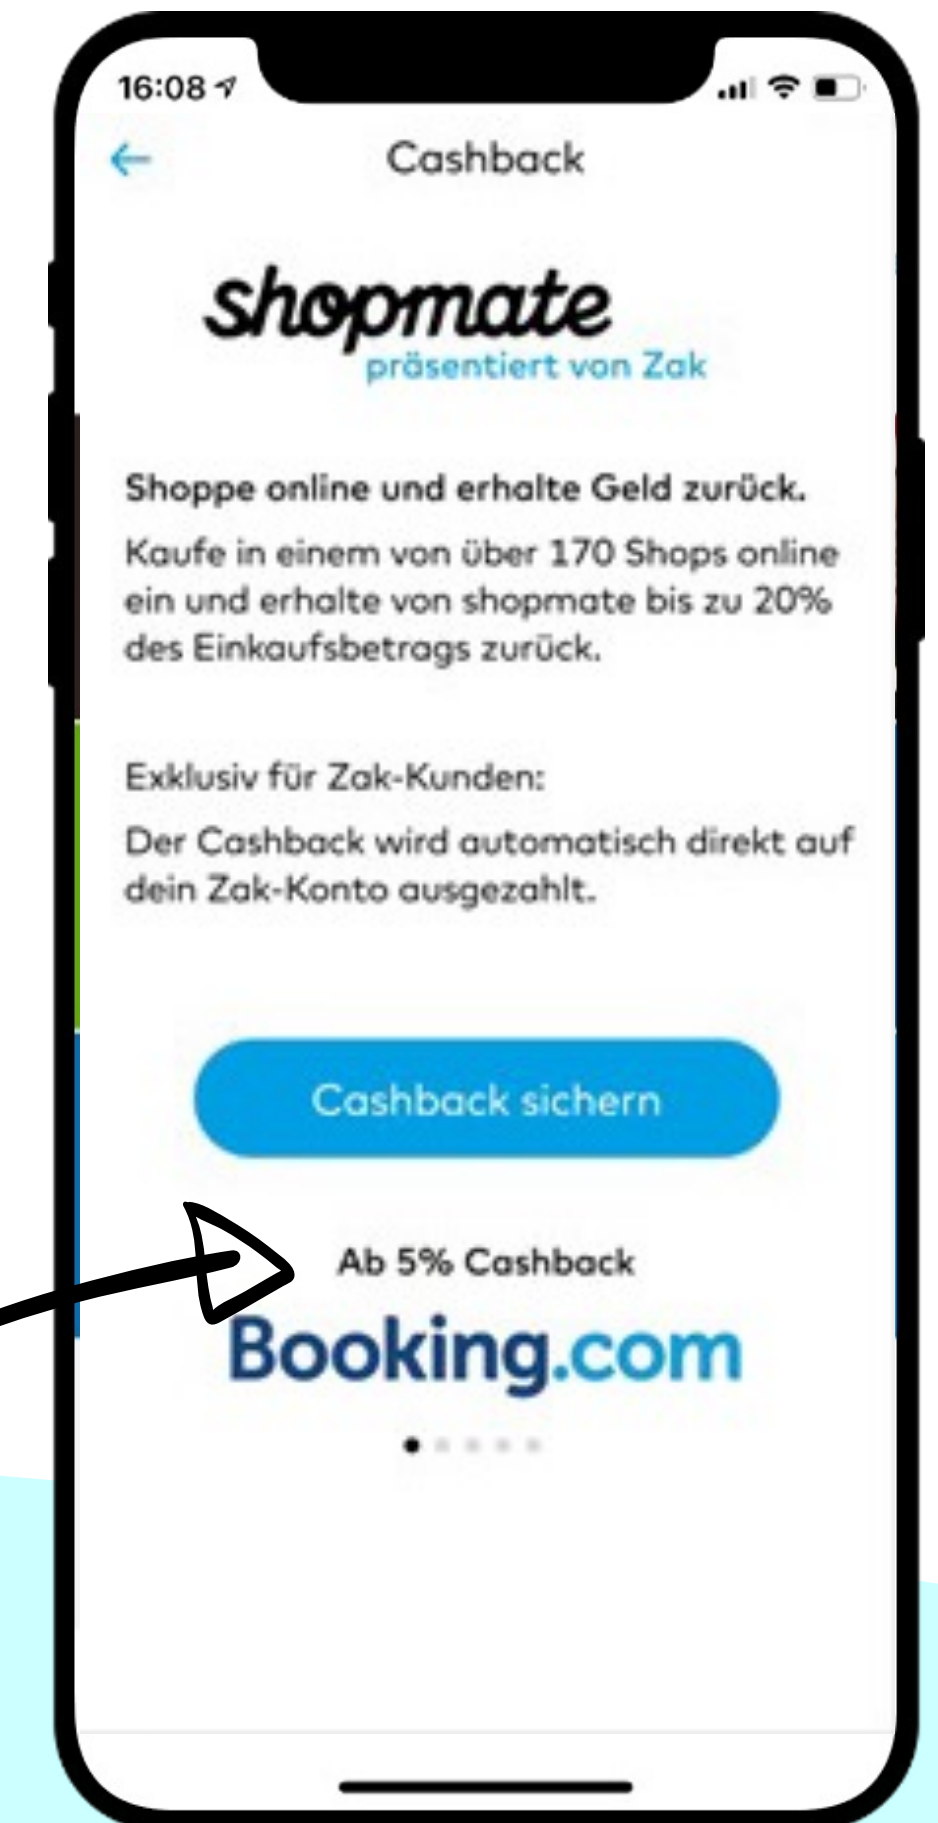 16:08
Cashback
shopmate
präsentiert von Zak
Shoppe online und erhalte Geld zurück.
Kaufe in einem von über 170 Shops online
ein und erhalte von shopmate bis zu 20%
des Einkaufsbetrags zurück.
Exklusiv für Zak-Kunden:
Der Cashback wird automatisch direkt auf
dein Zak-Konto ausgezahlt.
Cashback sichern
Ab 5% Cashback
Booking.com